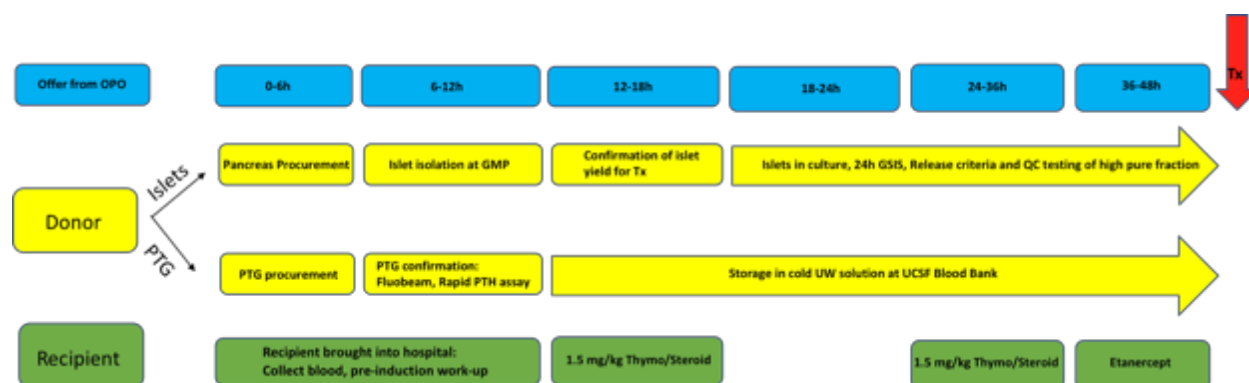 Tx
Offer from OPO
0-6h
6-12h
12-18h
18-24h
24-36h
36-48h
Islets
Pancreas Procurement
Islet isolation at GMP
Confirmation of islet
yield for Tx
Islets in culture, 24h GSIS, Release criteria and QC testing of high pure fraction
Donor
PTG
PTG procurement
PTG confirmation:
Fluobeam, Rapid PTH assay
Storage in cold UW solution at UCSF Blood Bank
Recipient
Recipient brought into hospital:
Collect blood, pre-induction work-up
1.5 mg/kg Thymo/Steroid
1.5 mg/kg Thymo/Steroid
Etanercept